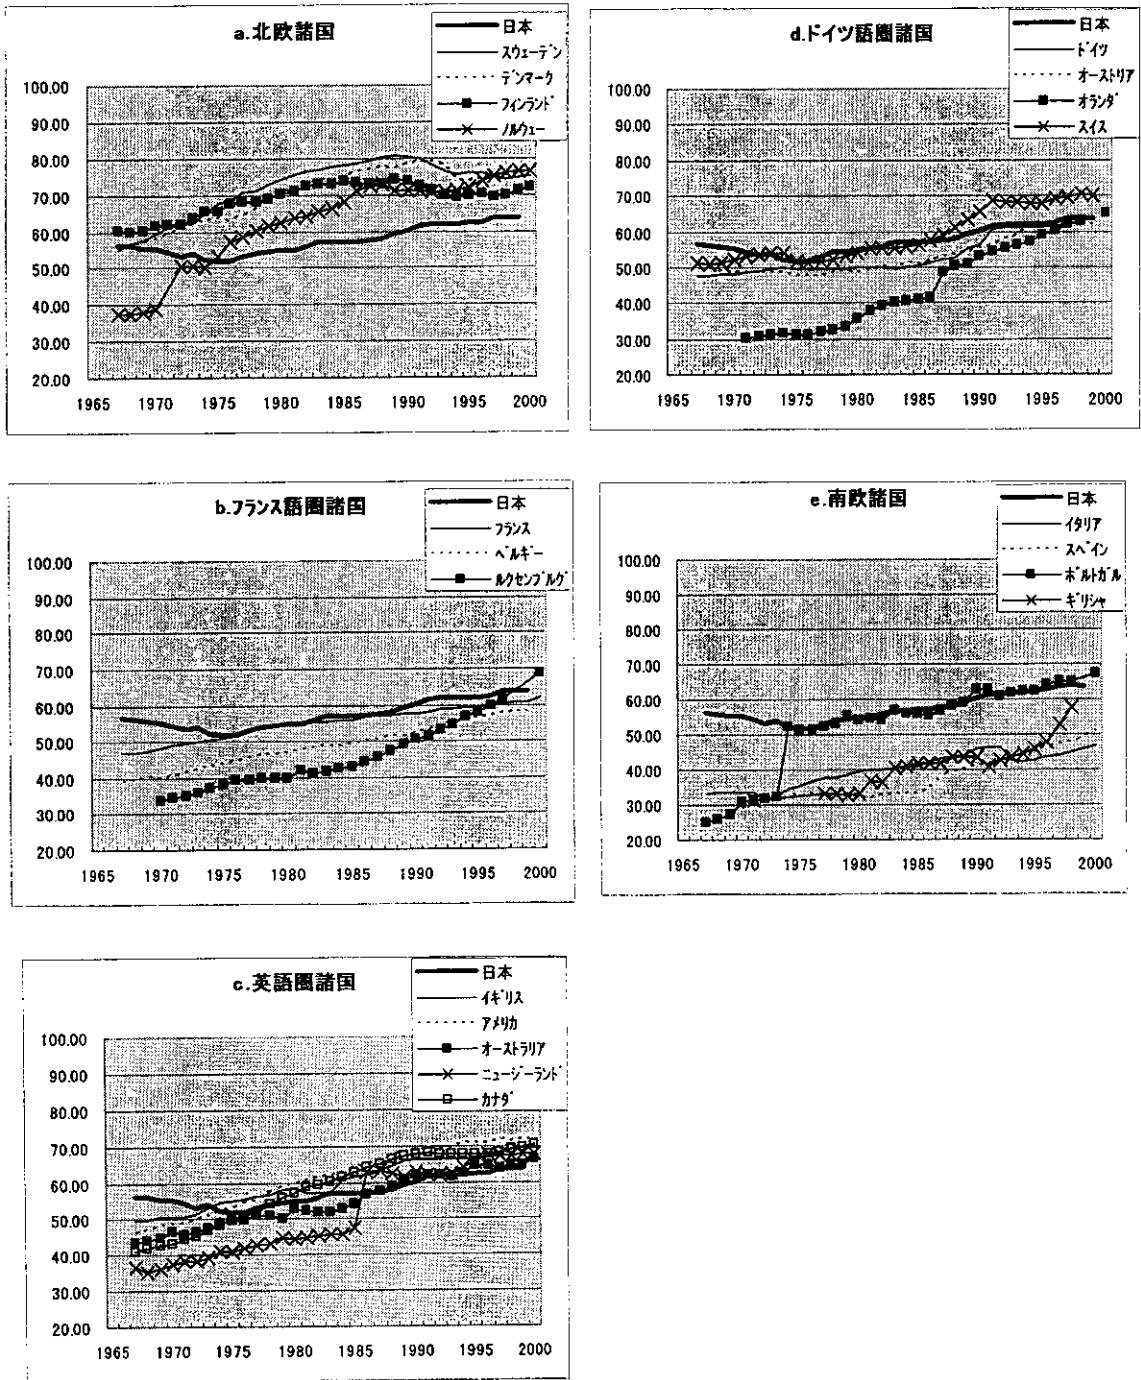 a.北欧諸国
日本
スウェーデン
デンマーク
フィンランド
ノルウェー
100.00
90.00
80.00
70.00
60.00
50.00
40.00
30.00
20.00
1965 1970 1975 1980 1985 1990 1995 2000
d.ドイツ語圏諸国
日本
ドイツ
オーストリア
オランダ
スイス
100.00
90.00
80.00
70.00
60.00
50.00
40.00
30.00
20.00
1965 1970 1975 1980 1985 1990 1995 2000
b.フランス語圏諸国
日本
フランス
ベルギー
ルクセンブルグ
100.00
90.00
80.00
70.00
60.00
50.00
40.00
30.00
20.00
1965 1970 1975 1980 1985 1990 1995 2000
e.南欧諸国
日本
イタリア
スペイン
ポルトガル
ギリシャ
100.00
90.00
80.00
70.00
60.00
50.00
40.00
30.00
20.00
1965 1970 1975 1980 1985 1990 1995 2000
c.英語圏諸国
日本
イギリス
アメリカ
オーストラリア
ニュージーランド
カナダ
100.00
90.00
80.00
70.00
60.00
50.00
40.00
30.00
20.00
1965 1970 1975 1980 1985 1990 1995 2000